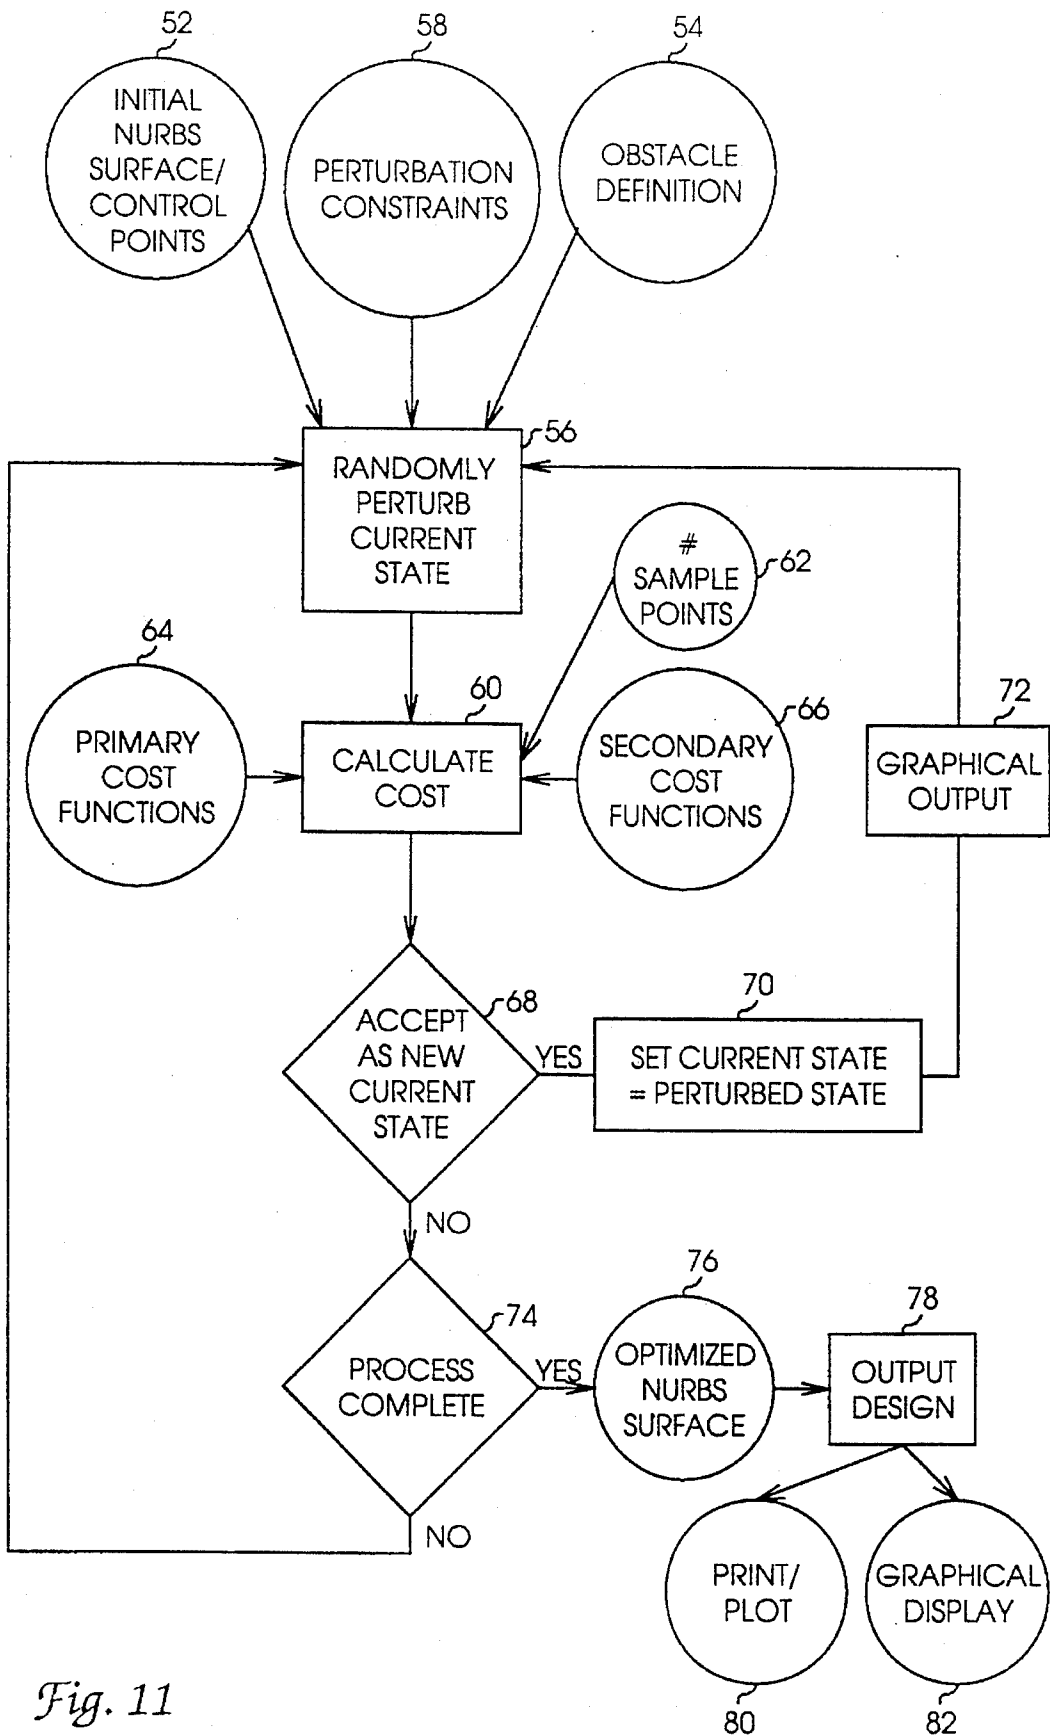 52
58
54
INITIAL
NURBS
SURFACE/
CONTROL
POINTS
PERTURBATION
CONSTRAINTS
OBSTACLE
DEFINITION
56
RANDOMLY
PERTURB
CURRENT
STATE
#
SAMPLE
POINTS
62
64
PRIMARY
COST
FUNCTIONS
60
CALCULATE
COST
66
SECONDARY
COST
FUNCTIONS
72
GRAPHICAL
OUTPUT
68
ACCEPT
AS NEW
CURRENT
STATE
YES
70
SET CURRENT STATE
= PERTURBED STATE
NO
74
PROCESS
COMPLETE
YES
76
OPTIMIZED
NURBS
SURFACE
78
OUTPUT
DESIGN
NO
PRINT/
PLOT
GRAPHICAL
DISPLAY
80
82
Fig. 11